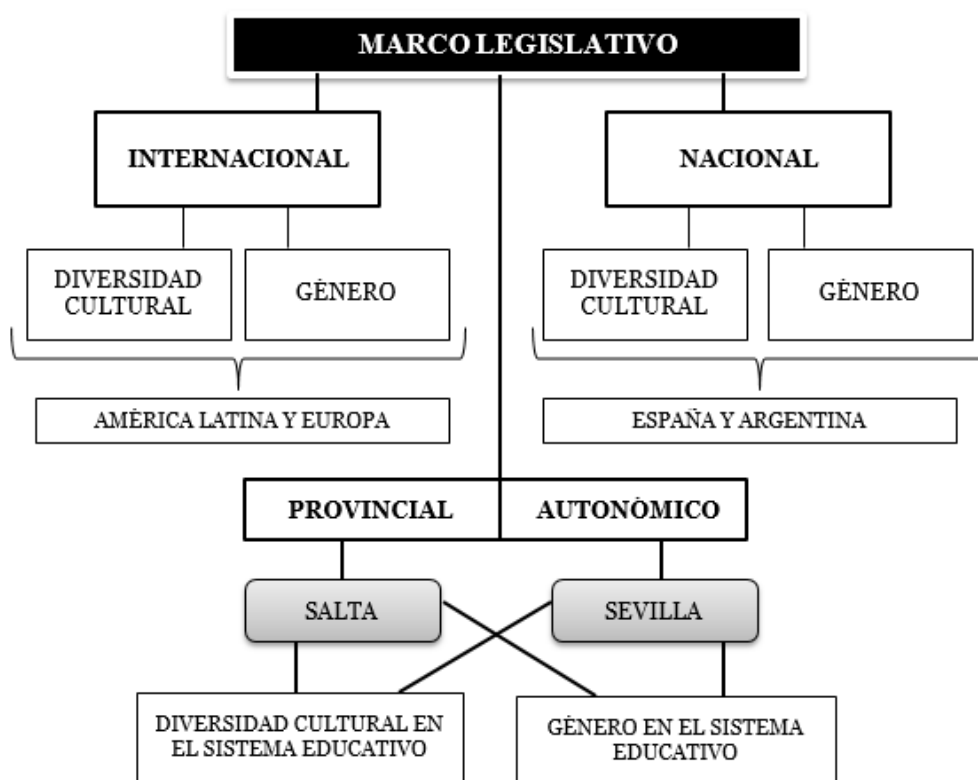 MARCO LEGISLATIVO
INTERNACIONAL
NACIONAL
DIVERSIDAD
CULTURAL
GÉNERO
DIVERSIDAD
CULTURAL
GÉNERO
AMÉRICA LATINA Y EUROPA
ESPAÑA Y ARGENTINA
PROVINCIAL
AUTONÓMICO
SALTA
SEVILLA
DIVERSIDAD CULTURAL EN
EL SISTEMA EDUCATIVO
GÉNERO EN EL SISTEMA
EDUCATIVO